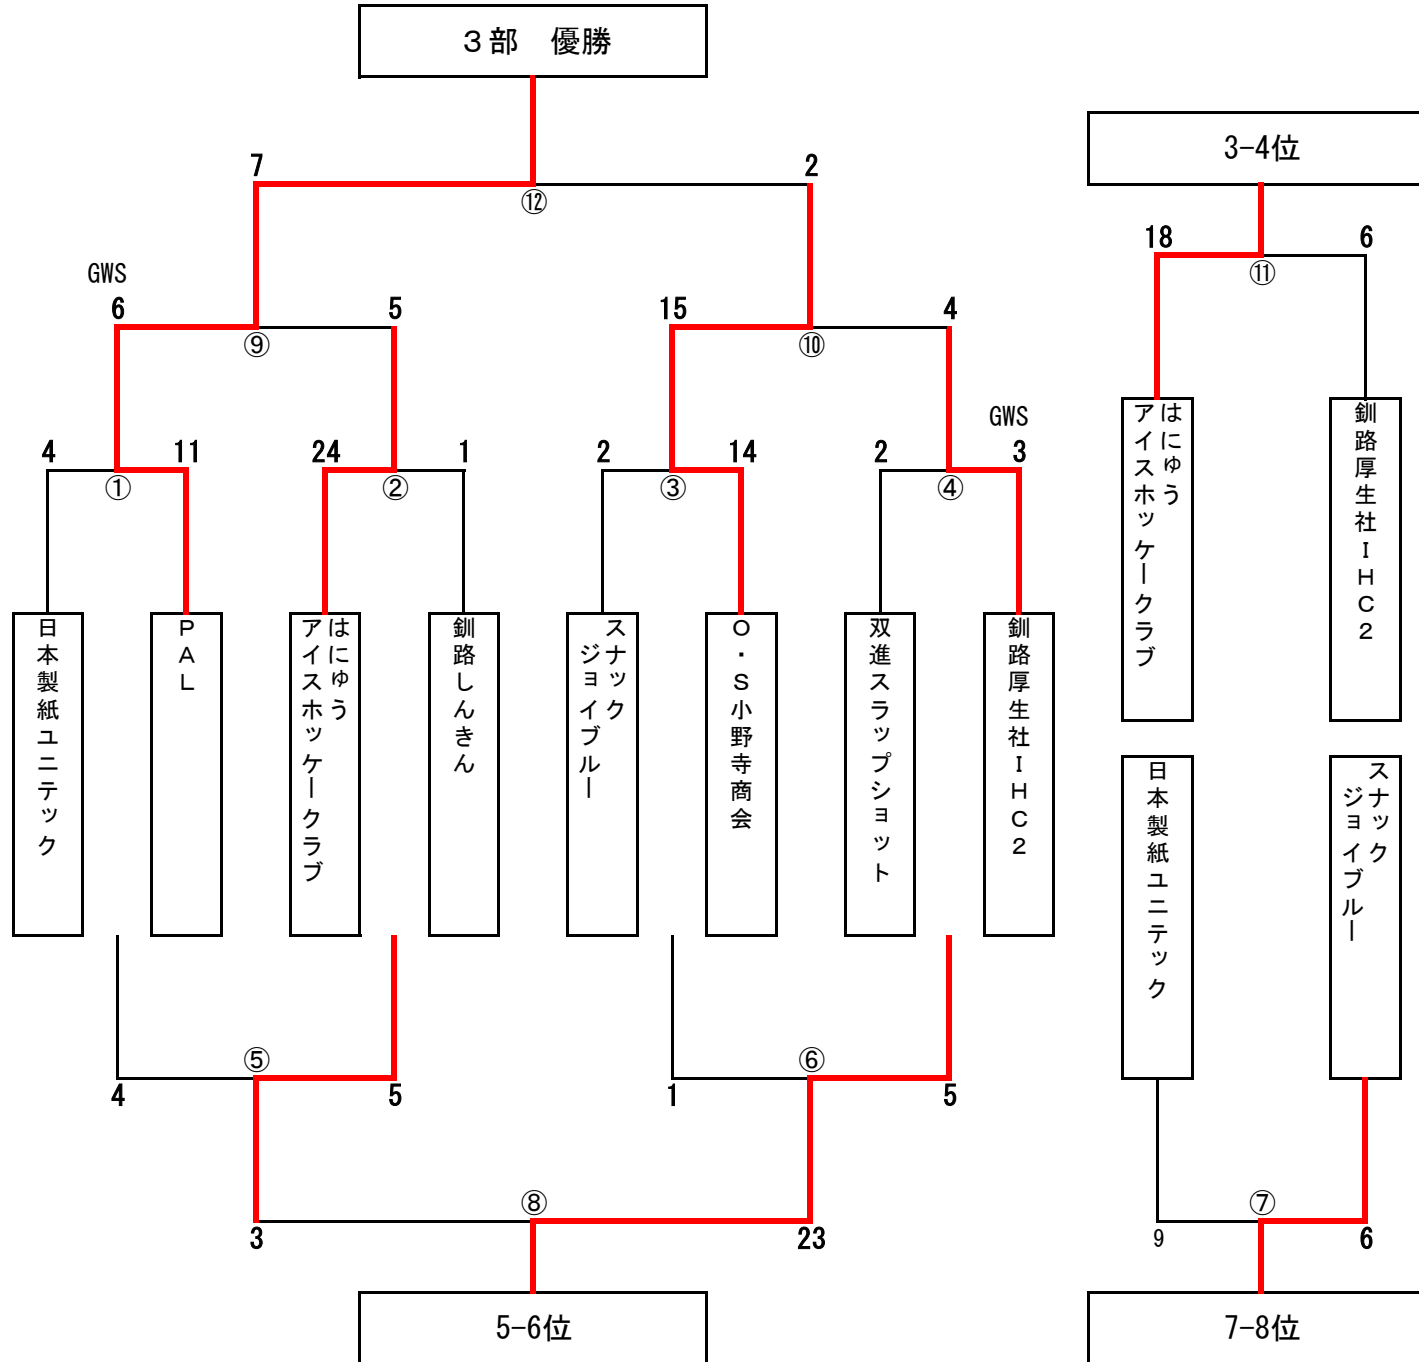 ３部　優勝
3-4位
7
2
⑫
18
6
⑪
GWS
6
5
15
4
⑨
⑩
GWS
4
11
24
1
2
14
2
3
①
②
③
④
はにゅう
アイスホッケークラブ
釧路厚生社ＩＨＣ２
日本製紙ユニテック
ＰＡＬ
はにゅう
アイスホッケークラブ
釧路しんきん
スナック
ジョイブルー
Ｏ・Ｓ小野寺商会
双進スラップショット
釧路厚生社ＩＨＣ２
日本製紙ユニテック
スナック
ジョイブルー
⑤
⑥
4
5
1
5
⑧
⑦
3
23
9
6
5-6位
7-8位